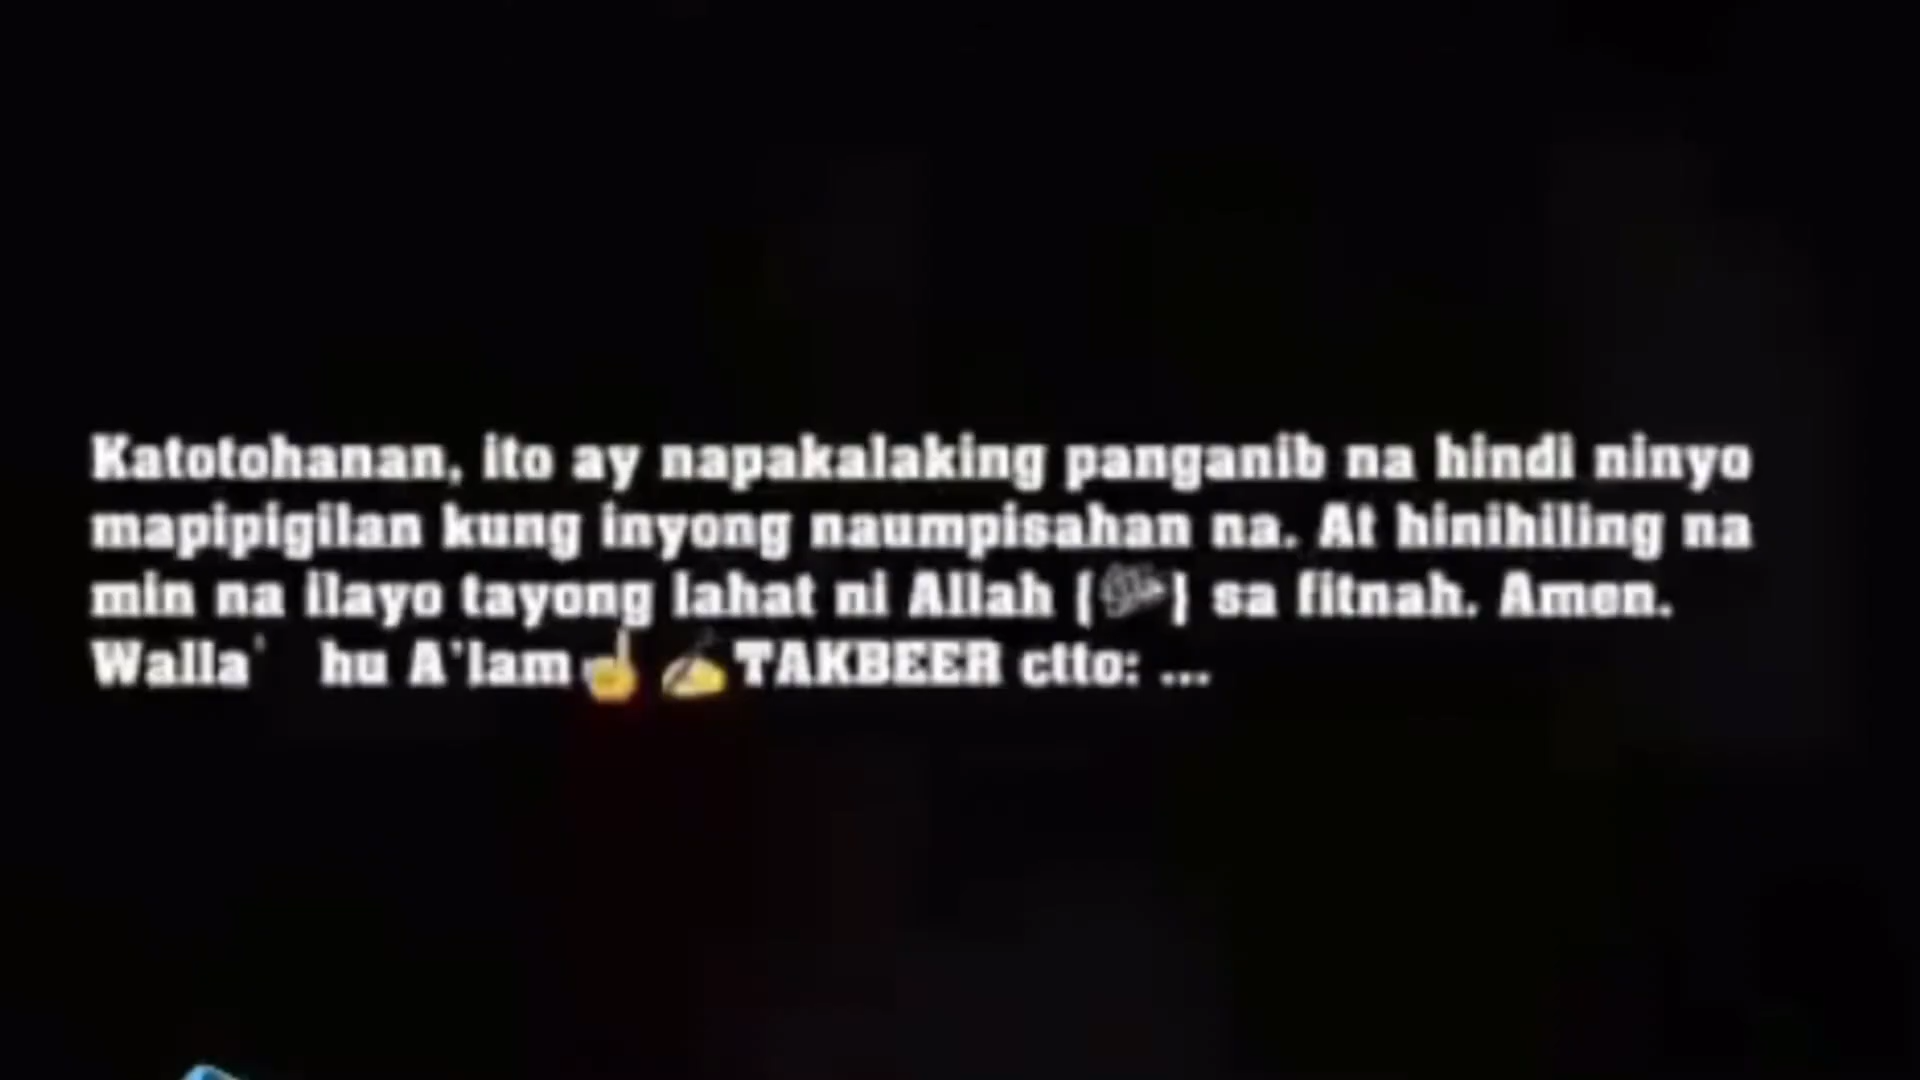 Katotohanan, ito ay napakalaking panganib na hindi ninyo
mapipigilan kung inyong naumpisahan na. At hinihiling na
min na ilayo tayong lahat ni Allah (ﷻ) sa fitnah. Amen.
Walla' hu A'lam☝️✍️TAKBEER ctto: ...